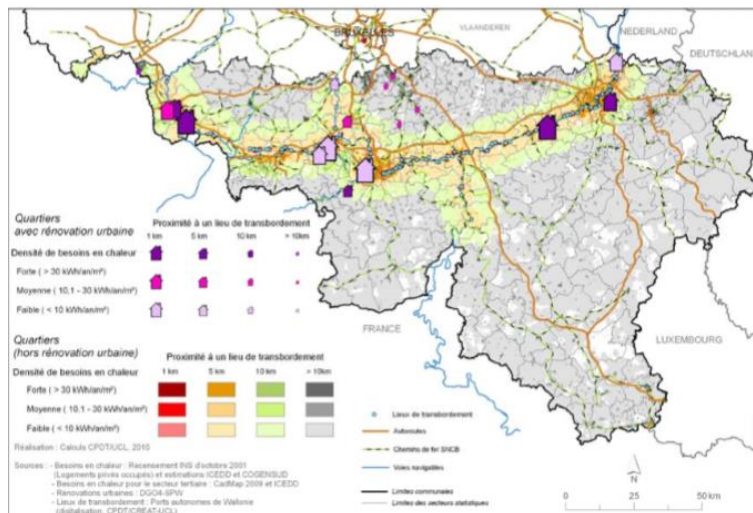 BRUXELLES
VLAANDEREN
NEDERLAND
DEUTSCHLAND
FRANCE
LUXEMBOURG
Quartiers
avec rénovation urbaine
Proximité à un lieu de transbordement
1 km 5 km 10 km > 10km
Densité de besoins en chaleur
Forte ( > 30 kWh/an/m²)
Moyenne ( 10,1 - 30 kWh/an/m²)
Faible ( < 10 kWh/an/m²)
Quartiers
(hors rénovation urbaine)
Proximité à un lieu de transbordement
Densité de besoins en chaleur
1 km 5 km 10 km > 10km
Forte ( > 30 kWh/an/m²)
Moyenne ( 10,1 - 30 kWh/an/m²)
Faible ( < 10 kWh/an/m²)
Réalisation : Calculs CPDT/UCL, 2010
Sources : - Besoins en chaleur : Recensement INS d'octobre 2001
(Logements privés occupés) et estimations ICEDD et COGENSUD
- Besoins en chaleur pour le secteur tertiaire : CadMap 2009 et ICEDD
- Rénovations urbaines : DGO4-SPW
- Lieux de transbordement : Ports autonomes de Wallonie
(digitalisation, CPDT/CREAT-UCL)
Lieux de transbordement
Autoroutes
Chemins de fer SNCB
Voies navigables
Limites communales
Limites des secteurs statistiques
N
0 25 50 km